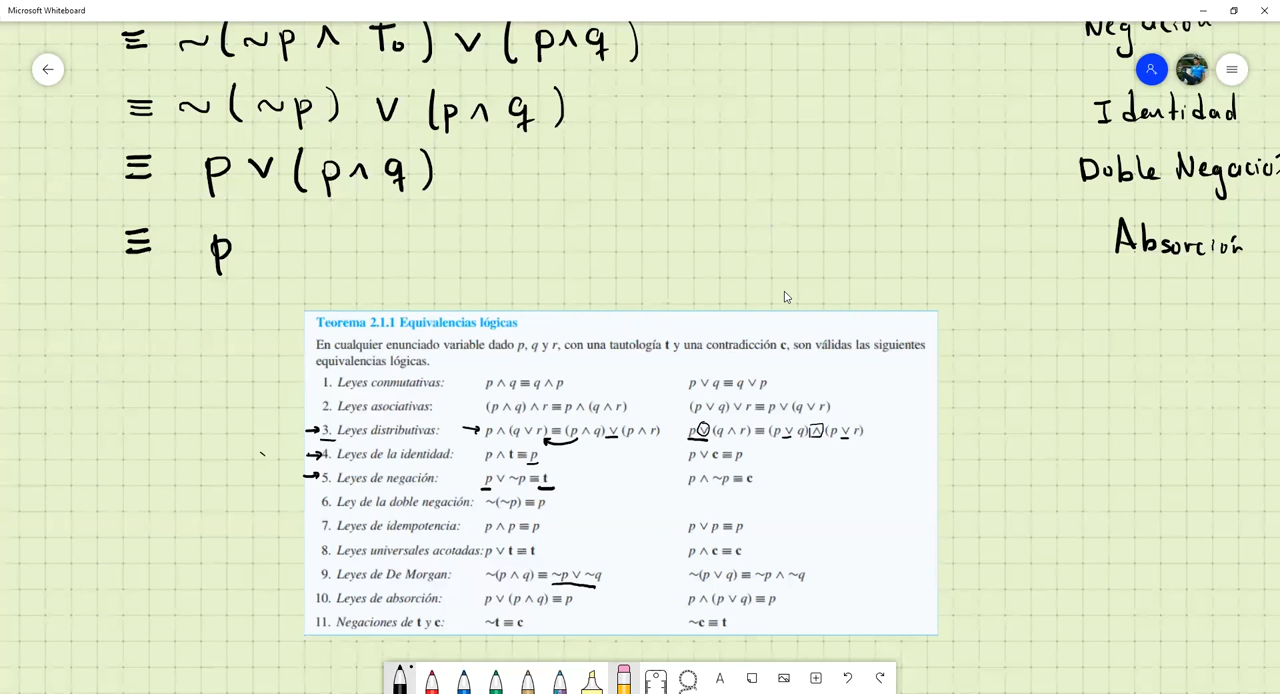 Microsoft Whiteboard
≡ ~(~p ∧ T₀) ∨ (p∧q) Negación
≡ ~(~p) ∨ (p∧q) Identidad
≡ p∨(p∧q) Doble Negación
≡ p Absorción
Teorema 2.1.1 Equivalencias lógicas
En cualquier enunciado variable dado p, q y r, con una tautología t y una contradicción c, son válidas las siguientes
equivalencias lógicas.
1. Leyes conmutativas: p ∧ q ≡ q ∧ p p ∨ q ≡ q ∨ p
2. Leyes asociativas: (p ∧ q) ∧ r ≡ p ∧ (q ∧ r) (p ∨ q) ∨ r ≡ p ∨ (q ∨ r)
3. Leyes distributivas: p ∧ (q ∨ r) ≡ (p ∧ q) ∨ (p ∧ r) p ∨ (q ∧ r) ≡ (p ∨ q) ∧ (p ∨ r)
4. Leyes de la identidad: p ∧ t ≡ p p ∨ c ≡ p
5. Leyes de negación: p ∨ ~p ≡ t p ∧ ~p ≡ c
6. Ley de la doble negación: ~(~p) ≡ p
7. Leyes de idempotencia: p ∧ p ≡ p p ∨ p ≡ p
8. Leyes universales acotadas: p ∨ t ≡ t p ∧ c ≡ c
9. Leyes de De Morgan: ~(p ∧ q) ≡ ~p ∨ ~q ~(p ∨ q) ≡ ~p ∧ ~q
10. Leyes de absorción: p ∨ (p ∧ q) ≡ p p ∧ (p ∨ q) ≡ p
11. Negaciones de t y c: ~t ≡ c ~c ≡ t
A